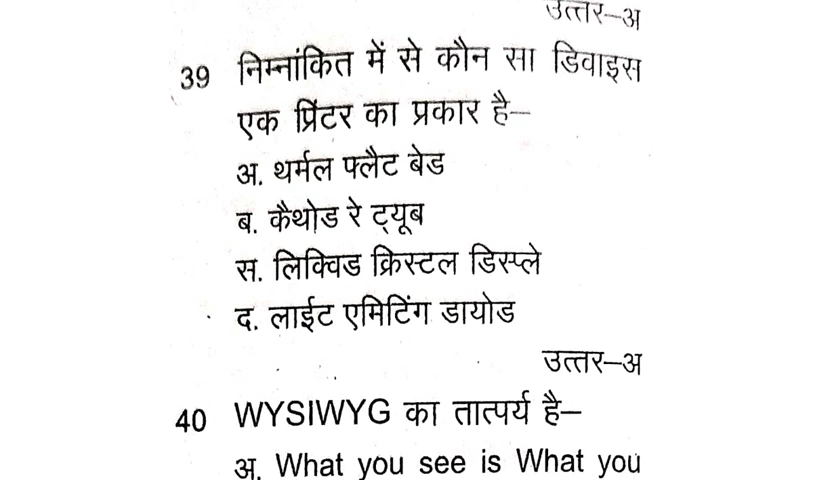 उत्तर–अ
39 निम्नांकित में से कौन सा डिवाइस
एक प्रिंटर का प्रकार है–
अ. थर्मल फ्लैट बेड
ब. कैथोड रे ट्यूब
स. लिक्विड क्रिस्टल डिस्प्ले
द. लाईट एमिटिंग डायोड
उत्तर–अ
40 WYSIWYG का तात्पर्य है–
अ. What you see is What you